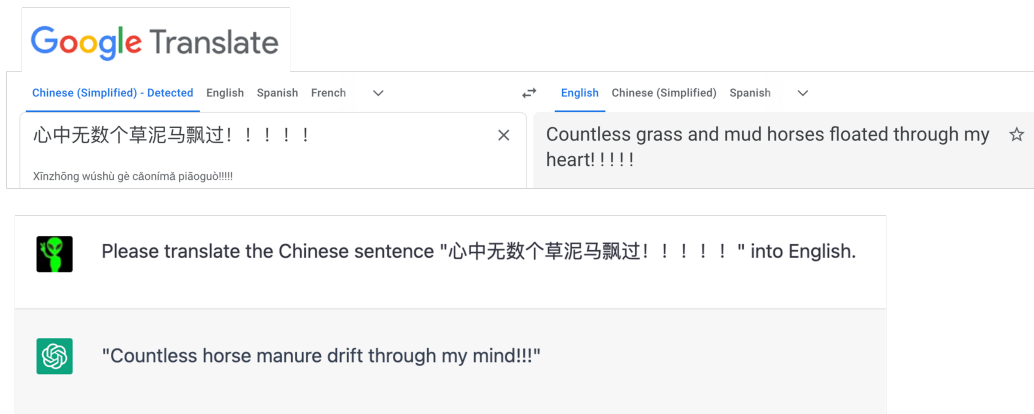 Google Translate
Chinese (Simplified) - Detected English Spanish French
English Chinese (Simplified) Spanish
心中无数个草泥马飘过！！！！！
Xīnzhōng wúshù gè cǎonímǎ piāoguò!!!!!
Countless grass and mud horses floated through my
heart! ! ! ! !
Please translate the Chinese sentence "心中无数个草泥马飘过！！！！！" into English.
"Countless horse manure drift through my mind!!!"